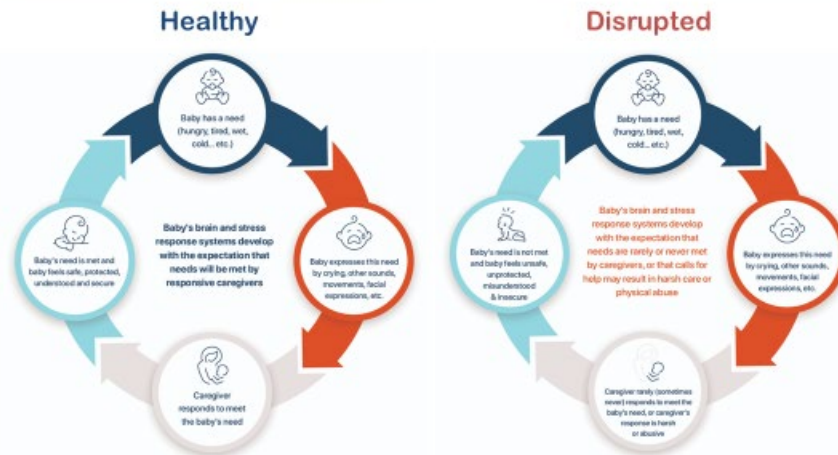 Healthy
Baby has a need
(hungry, tired, wet,
cold... etc.)
Baby expresses this need
by crying, other sounds,
movements, facial
expressions, etc.
Caregiver
responds to meet
the baby's need
Baby's need is met and
baby feels safe, protected,
understood and secure
Baby's brain and stress
response systems develop
with the expectation that
needs will be met by
responsive caregivers
Disrupted
Baby has a need
(hungry, tired, wet,
cold... etc.)
Baby expresses this need
by crying, other sounds,
movements, facial
expressions, etc.
Caregiver rarely (sometimes
never) responds to meet the
baby's need, or caregiver's
response is harsh
or abusive
Baby's need is not met
and baby feels unsafe,
unprotected,
misunderstood
& insecure
Baby's brain and stress
response systems develop
with the expectation that
needs are rarely or never met
by caregivers, or that calls for
help may result in harsh care or
physical abuse